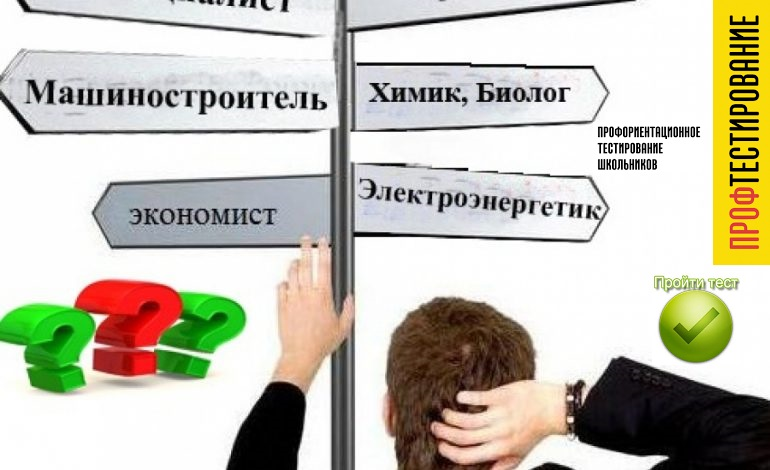 Машиностроитель
Химик, Биолог
экономист
Электроэнергетик
ПРОФОРИЕНТАЦИОННОЕ
ТЕСТИРОВАНИЕ
ШКОЛЬНИКОВ
ПРОФТЕСТИРОВАНИЕ
Пройти тест